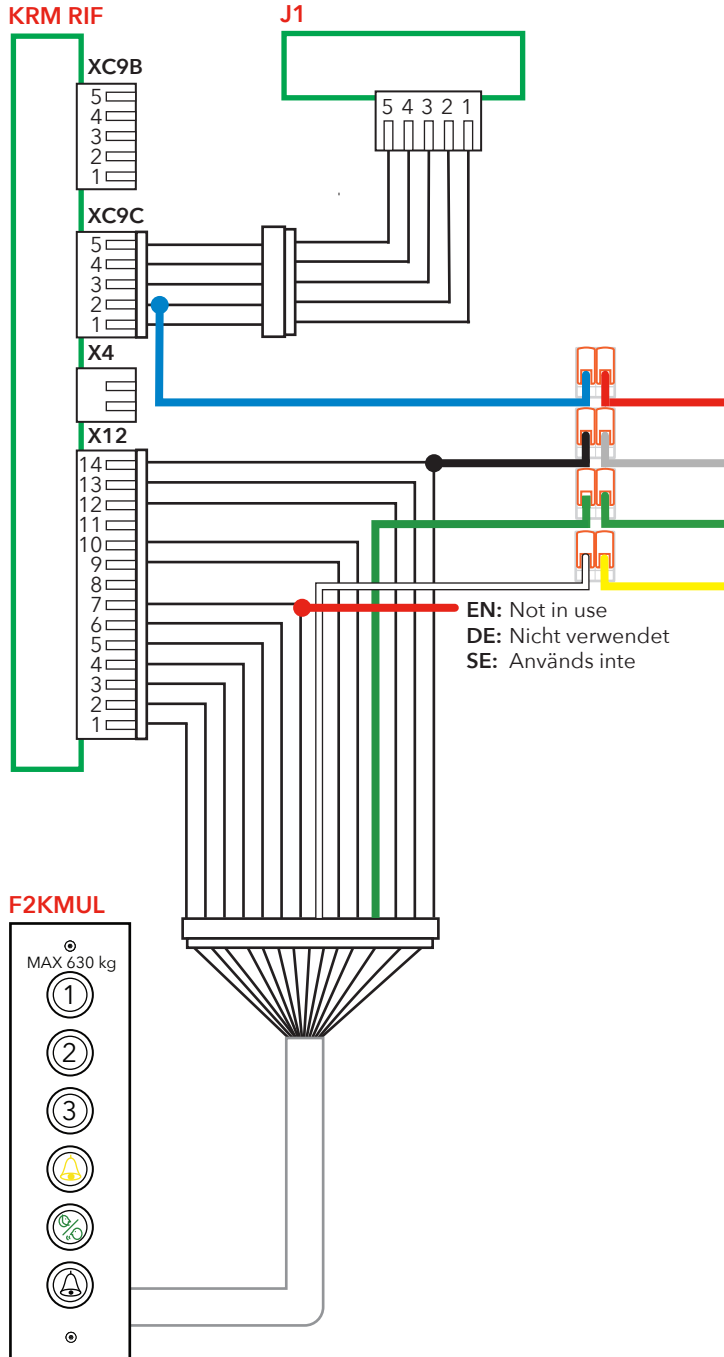 KRM RIF
J1
XC9B
5
4
3
2
1
5 4 3 2 1
XC9C
5
4
3
2
1
X4
X12
14
13
12
11
10
9
8
7
6
5
4
3
2
1
EN: Not in use
DE: Nicht verwendet
SE: Används inte
F2KMUL
MAX 630 kg
1
2
3